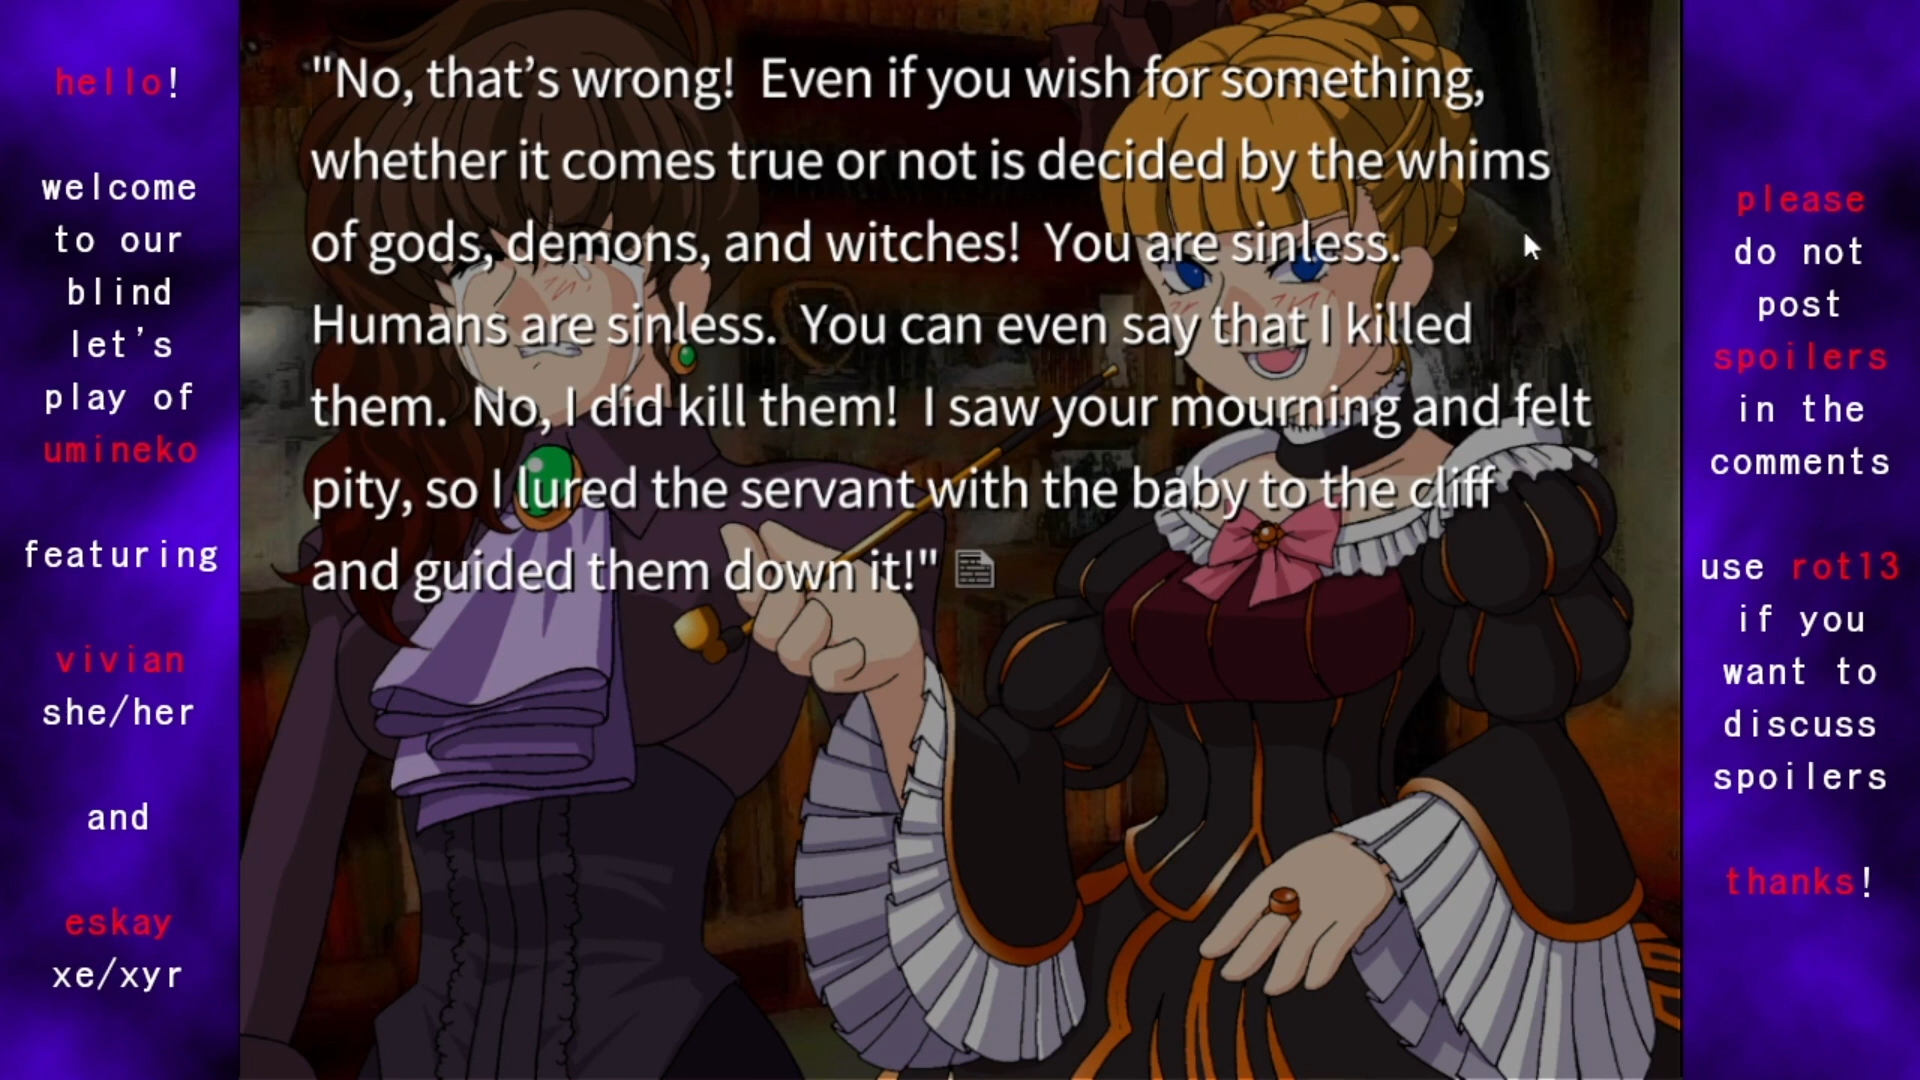 hello!
welcome
to our
blind
let's
play of
umineko
featuring
vivian
she/her
and
eskay
xe/xyr
"No, that’s wrong!  Even if you wish for something,
whether it comes true or not is decided by the whims
of gods, demons, and witches!  You are sinless.
Humans are sinless.  You can even say that I killed
them.  No, I did kill them!  I saw your mourning and felt
pity, so I lured the servant with the baby to the cliff
and guided them down it!"
please
do not
post
spoilers
in the
comments
use rot13
if you
want to
discuss
spoilers
thanks!